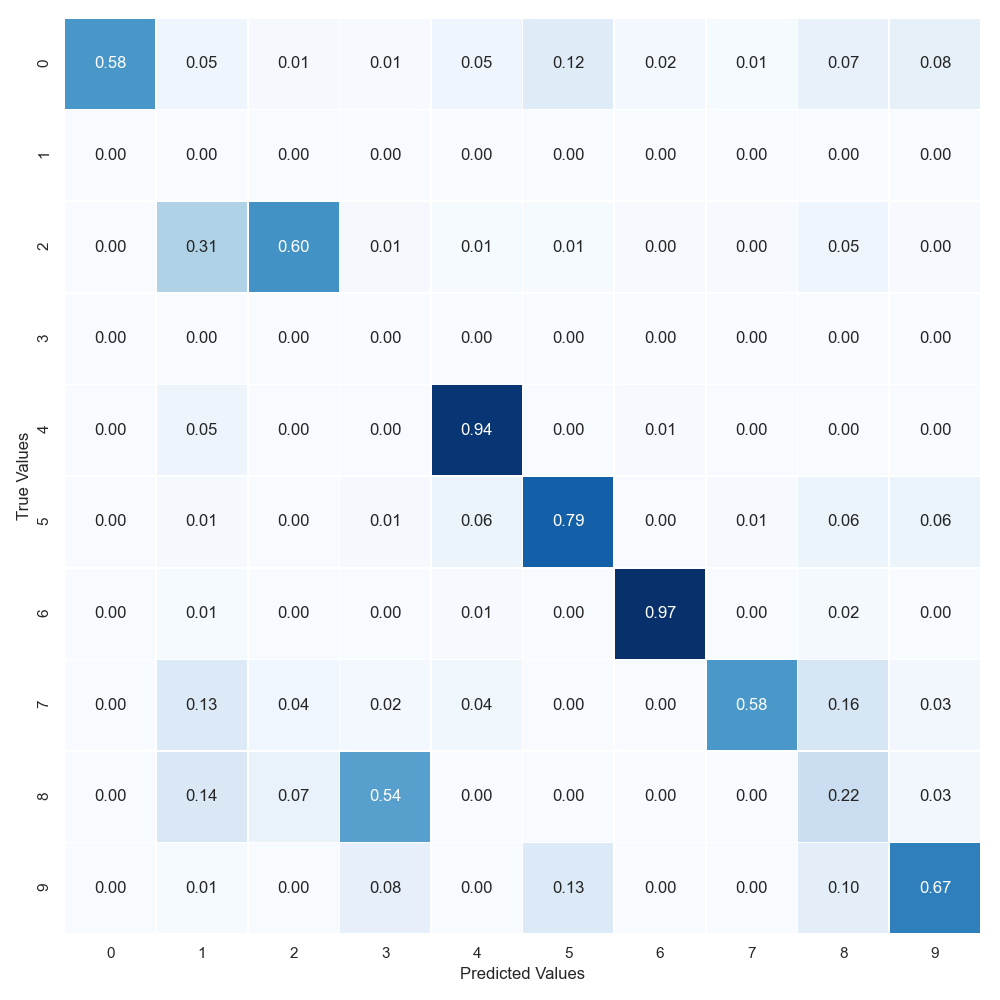 0 0.58 0.05 0.01 0.01 0.05 0.12 0.02 0.01 0.07 0.08
1 0.00 0.00 0.00 0.00 0.00 0.00 0.00 0.00 0.00 0.00
2 0.00 0.31 0.60 0.01 0.01 0.01 0.00 0.00 0.05 0.00
3 0.00 0.00 0.00 0.00 0.00 0.00 0.00 0.00 0.00 0.00
4 0.00 0.05 0.00 0.00 0.94 0.00 0.01 0.00 0.00 0.00
True Values
5 0.00 0.01 0.00 0.01 0.06 0.79 0.00 0.01 0.06 0.06
6 0.00 0.01 0.00 0.00 0.01 0.00 0.97 0.00 0.02 0.00
7 0.00 0.13 0.04 0.02 0.04 0.00 0.00 0.58 0.16 0.03
8 0.00 0.14 0.07 0.54 0.00 0.00 0.00 0.00 0.22 0.03
9 0.00 0.01 0.00 0.08 0.00 0.13 0.00 0.00 0.10 0.67
0 1 2 3 4 5 6 7 8 9
Predicted Values